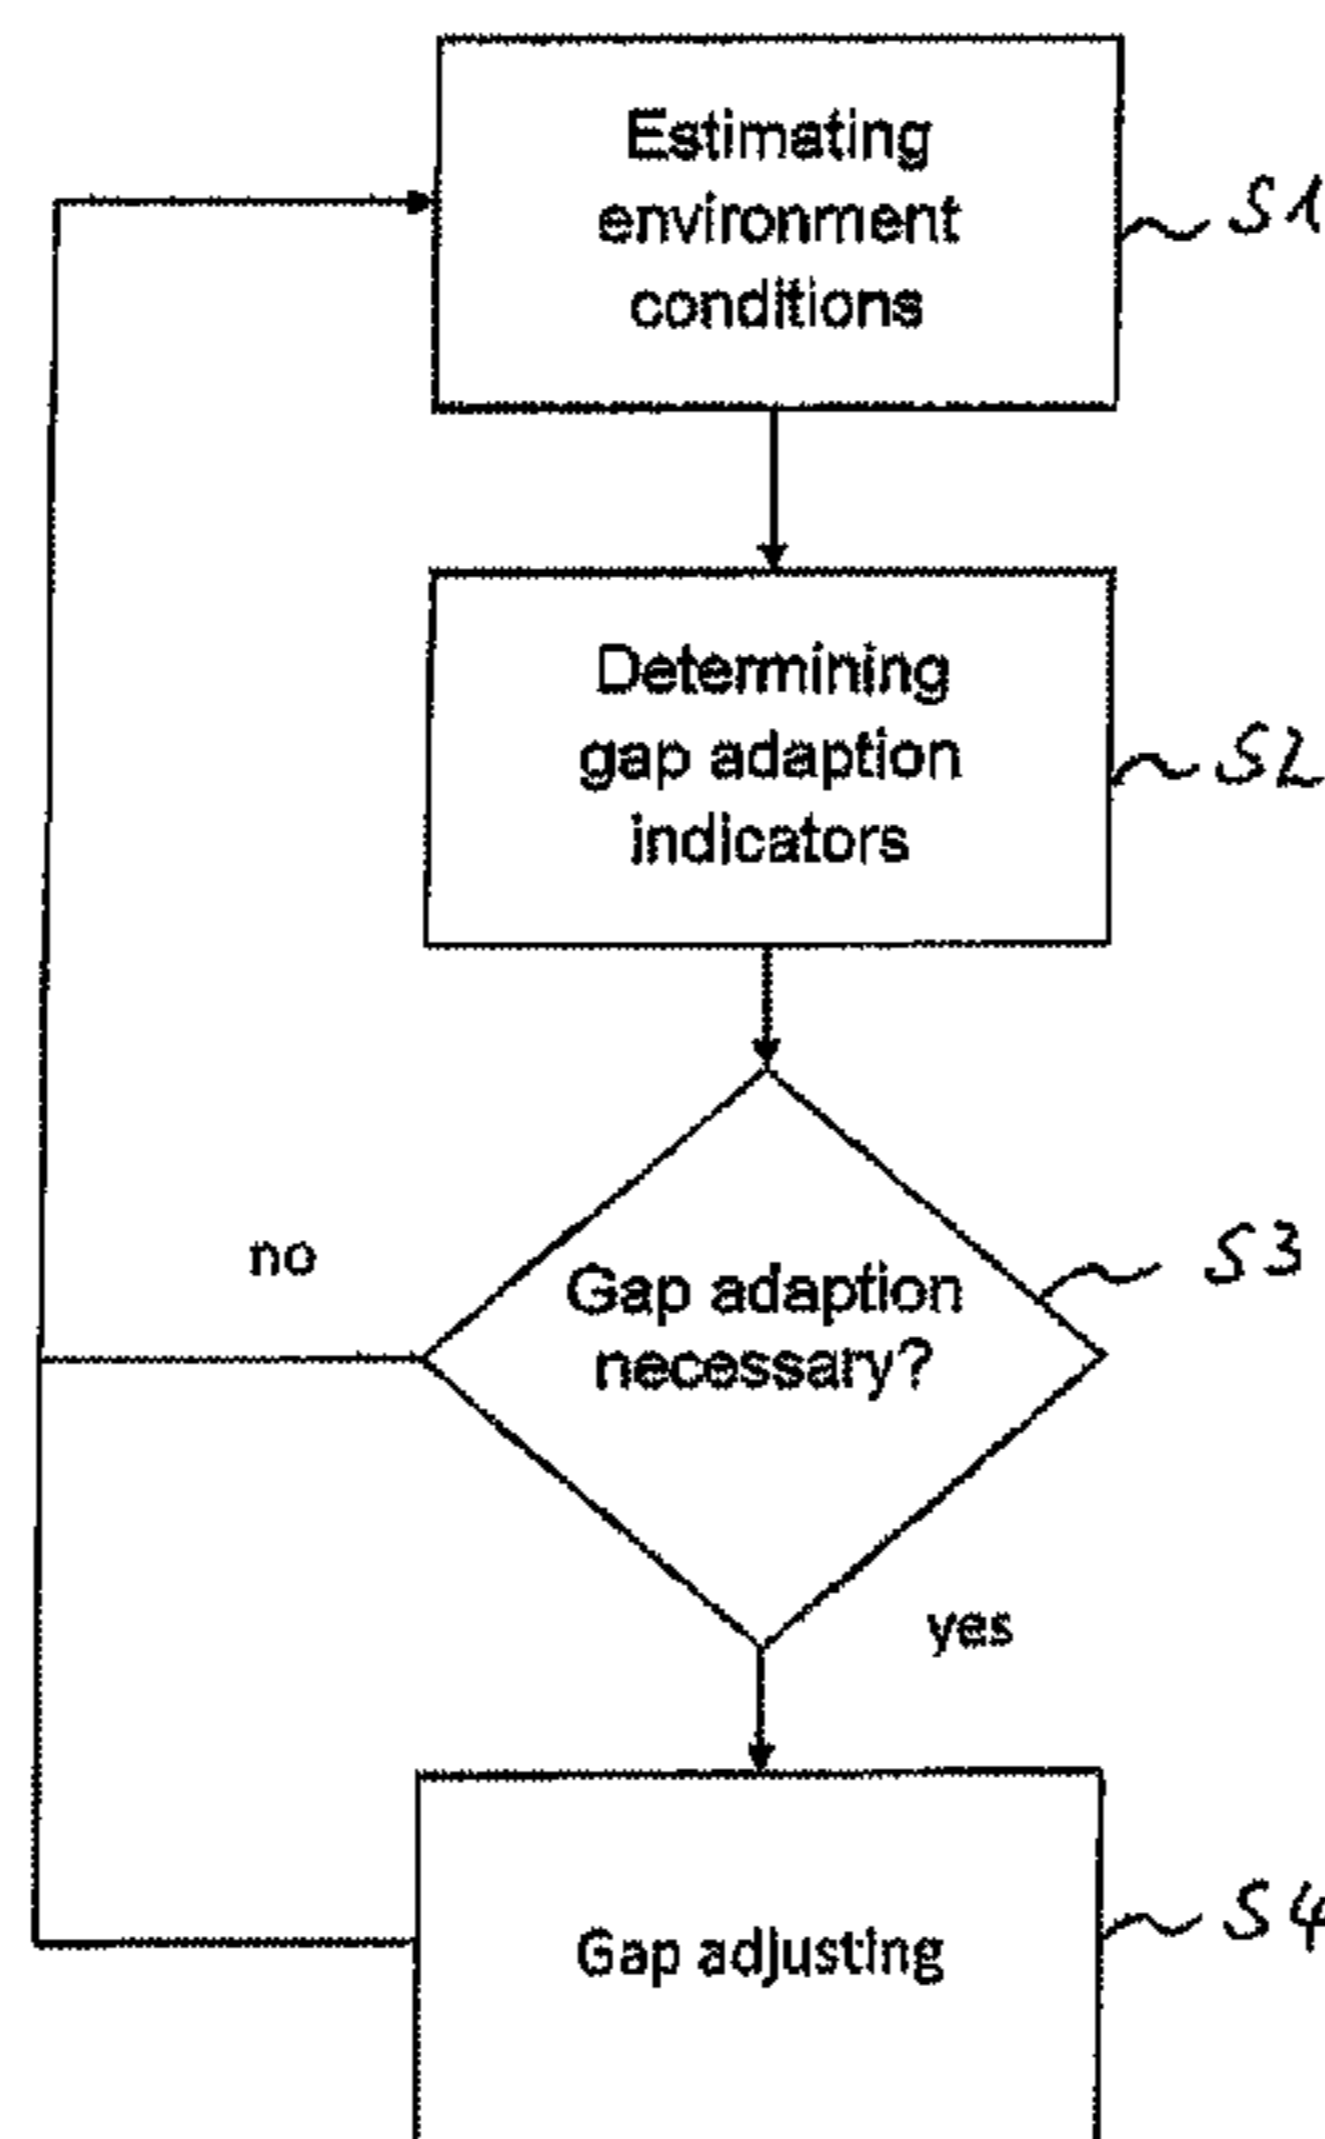 Estimating
environment
conditions
S1
Determining
gap adaption
indicators
S2
no
Gap adaption
necessary?
S3
yes
Gap adjusting
S4